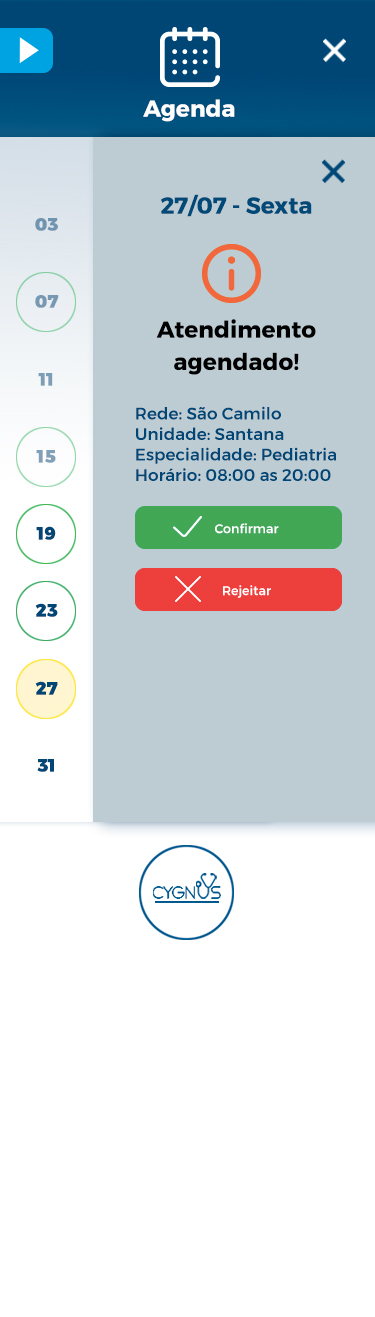 Agenda
03
07
11
15
19
23
27
31
27/07 - Sexta
Atendimento
agendado!
Rede: São Camilo
Unidade: Santana
Especialidade: Pediatria
Horário: 08:00 as 20:00
Confirmar
Rejeitar
CYGNUS